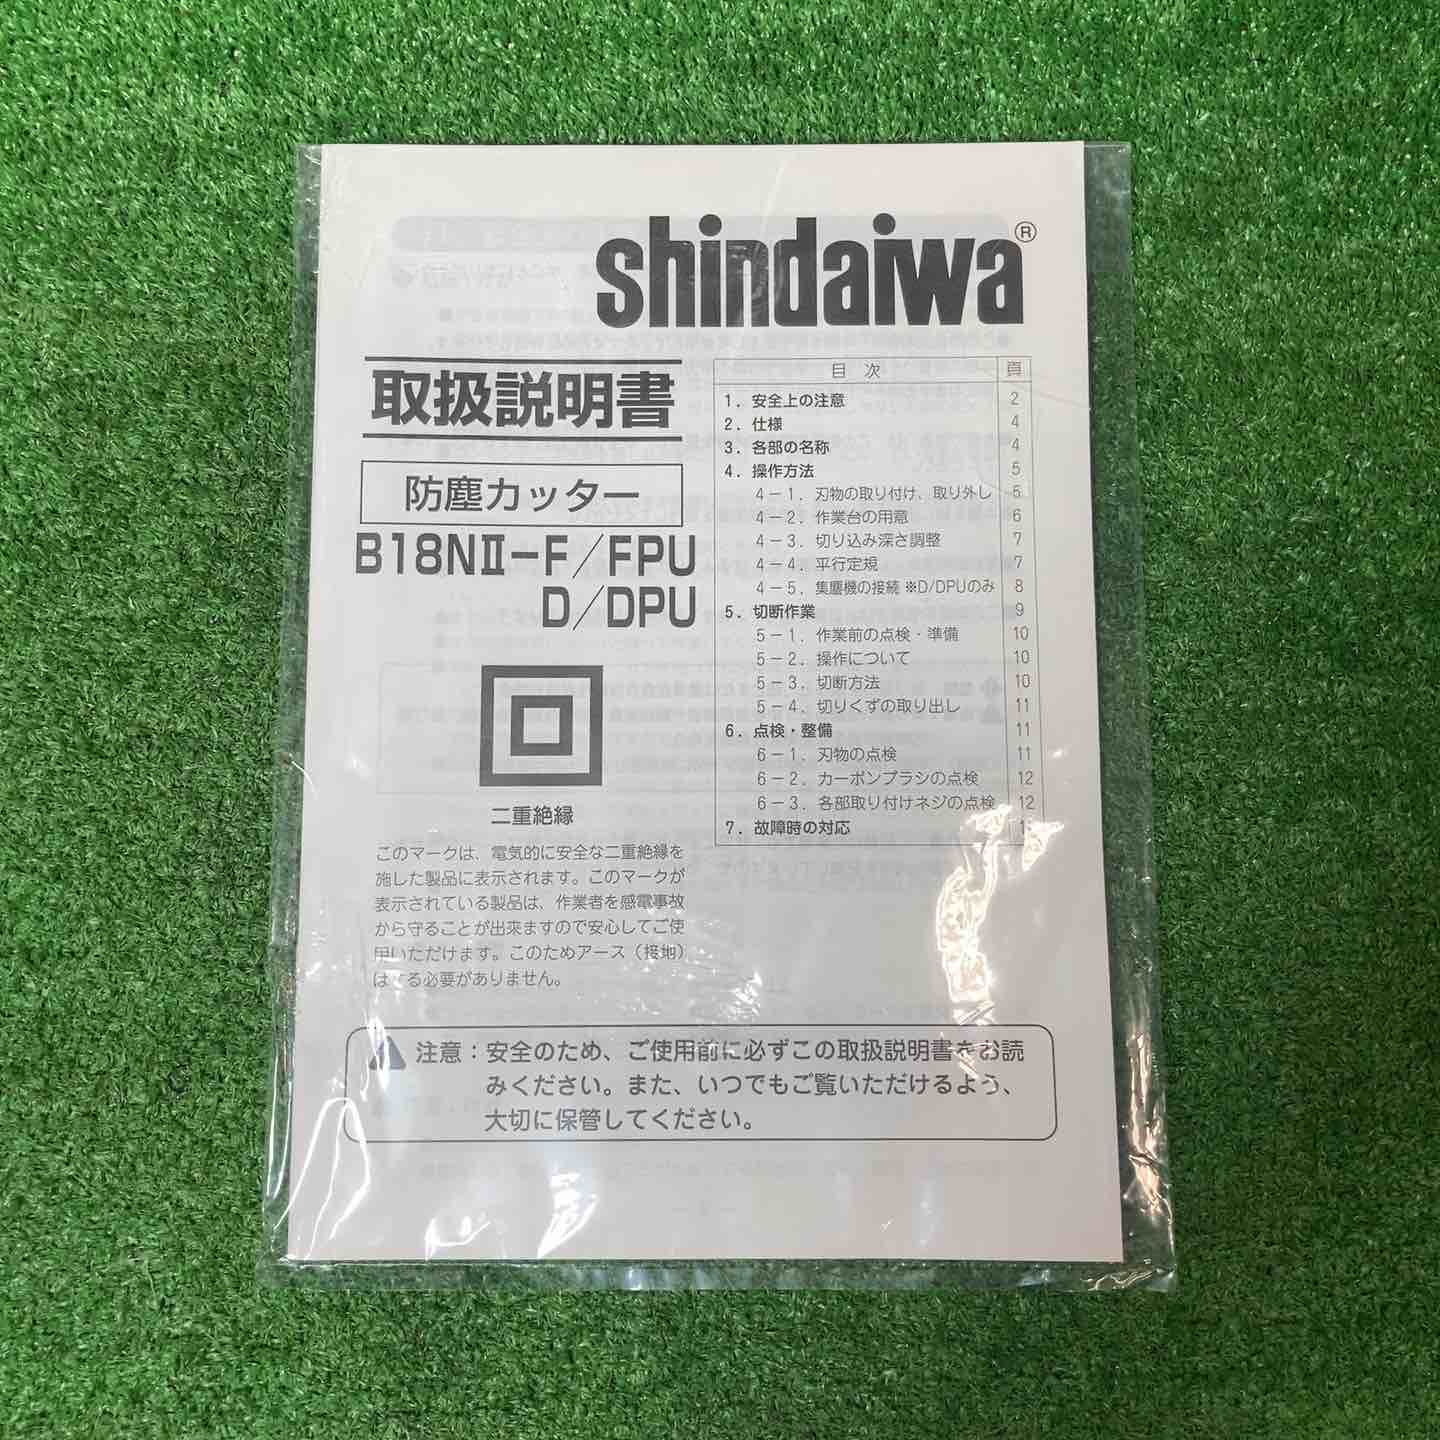 shindaiwa®
取扱説明書
防塵カッター
B18NⅡ-F/FPU
D/DPU
二重絶縁
このマークは、電気的に安全な二重絶縁を
施した製品に表示されます。このマークが
表示されている製品は、作業者を感電事故
から守ることが出来ますので安心してご使
用いただけます。このためアース（接地）
は　る必要がありません。
目 次 頁
1．安全上の注意 2
2．仕様 4
3．各部の名称 4
4．操作方法 5
4－1．刃物の取り付け、取り外し 5
4－2．作業台の用意 6
4－3．切り込み深さ調整 7
4－4．平行定規 7
4－5．集塵機の接続 ※D/DPUのみ 8
5．切断作業 9
5－1．作業前の点検・準備 10
5－2．操作について 10
5－3．切断方法 10
5－4．切りくずの取り出し 11
6．点検・整備 11
6－1．刃物の点検 11
6－2．カーボンブラシの点検 12
6－3．各部取り付けネジの点検 12
7．故障時の対応
注意：安全のため、ご使用前に必ずこの取扱説明書をお読
みください。また、いつでもご覧いただけるよう、
大切に保管してください。